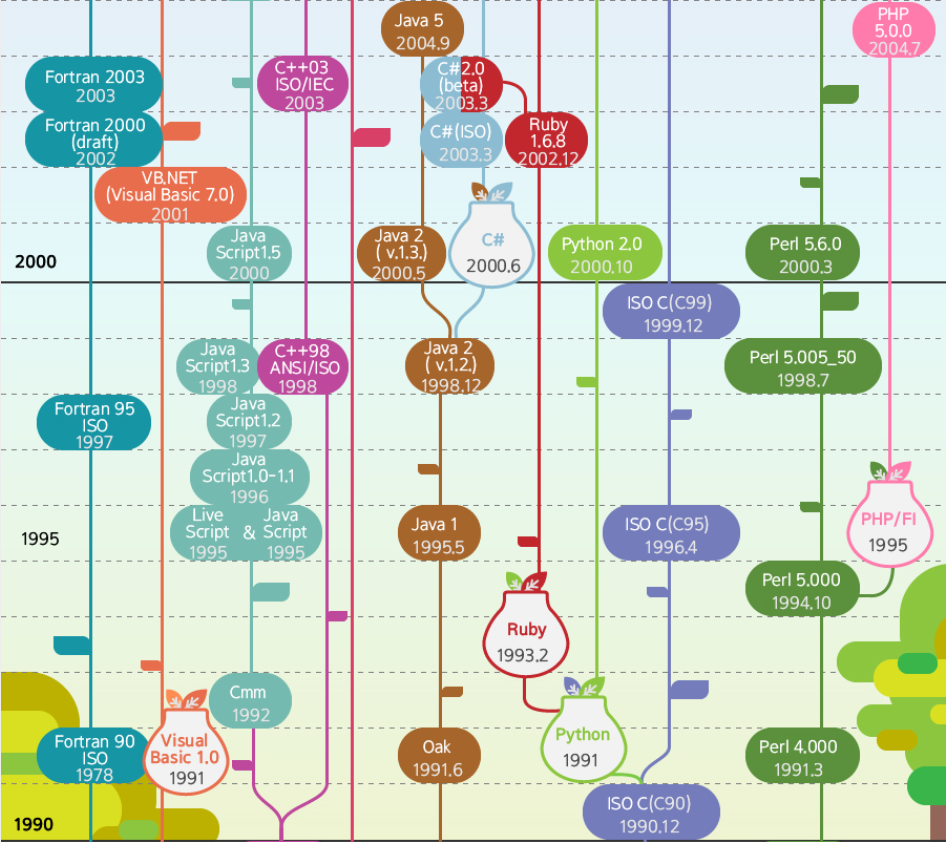 Java 5
2004.9
PHP
5.0.0
2004.7
Fortran 2003
2003
C++03
ISO/IEC
2003
C#2.0
(beta)
2003.3
Fortran 2000
(draft)
2002
C#(ISO)
2003.3
Ruby
1.6.8
2002.12
VB.NET
(Visual Basic 7.0)
2001
2000
Java
Script1.5
2000
Java 2
( v.1.3.)
2000.5
C#
2000.6
Python 2.0
2000.10
Perl 5.6.0
2000.3
ISO C(C99)
1999.12
Java
Script1.3
1998
C++98
ANSI/ISO
1998
Java 2
( v.1.2.)
1998.12
Perl 5.005_50
1998.7
Fortran 95
ISO
1997
Java
Script1.2
1997
Java
Script1.0-1.1
1996
1995
Live
Script
1995
&
Java
Script
1995
Java 1
1995.5
ISO C(C95)
1996.4
PHP/FI
1995
Perl 5.000
1994.10
Ruby
1993.2
Cmm
1992
Fortran 90
ISO
1978
Visual
Basic 1.0
1991
Oak
1991.6
Python
1991
Perl 4.000
1991.3
1990
ISO C(C90)
1990.12